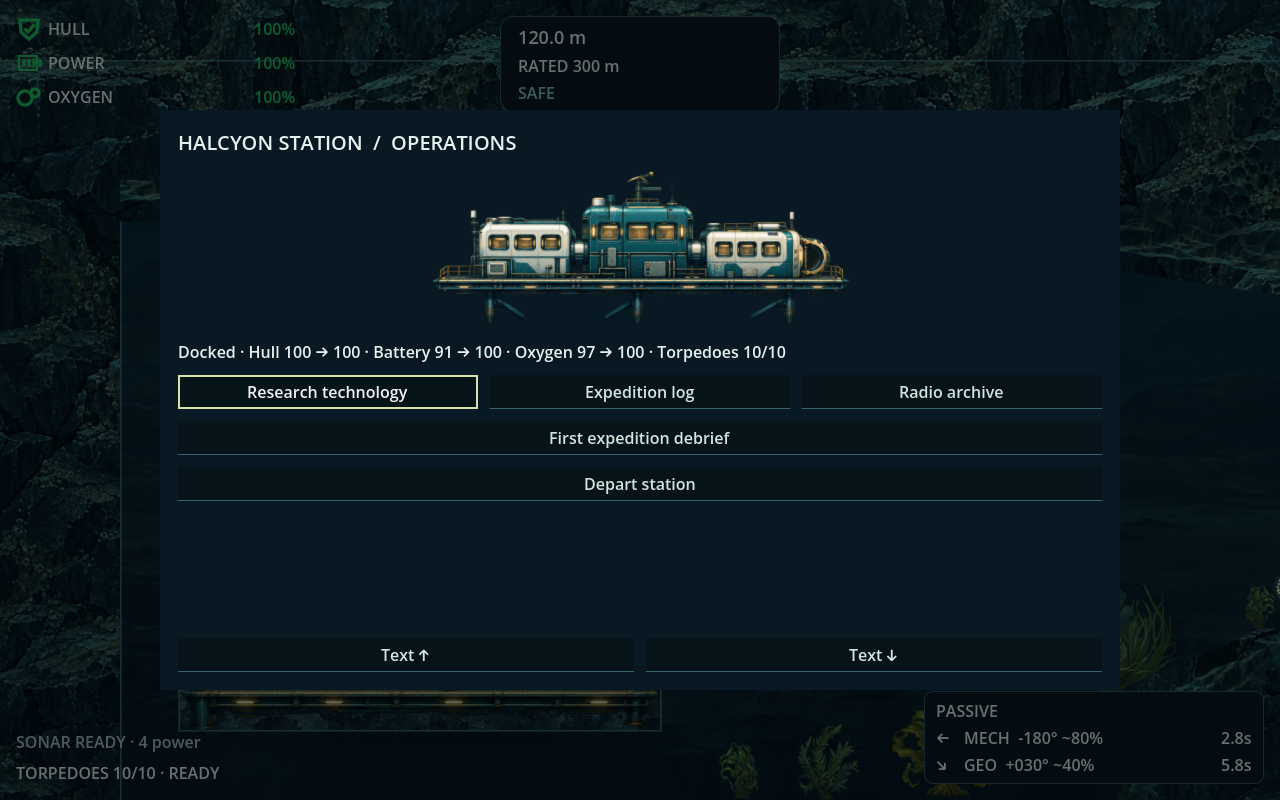 HULL 100%
POWER 100%
OXYGEN 100%
120.0 m
RATED 300 m
SAFE
HALCYON STATION / OPERATIONS
Docked · Hull 100 → 100 · Battery 91 → 100 · Oxygen 97 → 100 · Torpedoes 10/10
Research technology
Expedition log
Radio archive
First expedition debrief
Depart station
Text ↑
Text ↓
SONAR READY · 4 power
TORPEDOES 10/10 · READY
PASSIVE
← MECH -180° ~80% 2.8s
↘ GEO +030° ~40% 5.8s